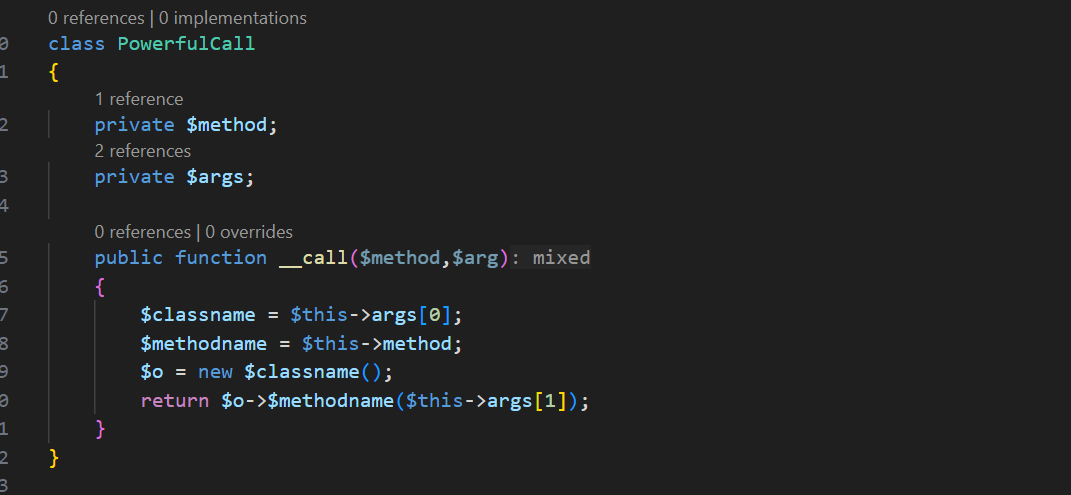 0 references | 0 implementations
0 class PowerfulCall
1 {
1 reference
2 private $method;
2 references
3 private $args;
4
0 references | 0 overrides
5 public function __call($method,$arg): mixed
6 {
7 $classname = $this->args[0];
8 $methodname = $this->method;
9 $o = new $classname();
0 return $o->$methodname($this->args[1]);
1 }
2 }
3